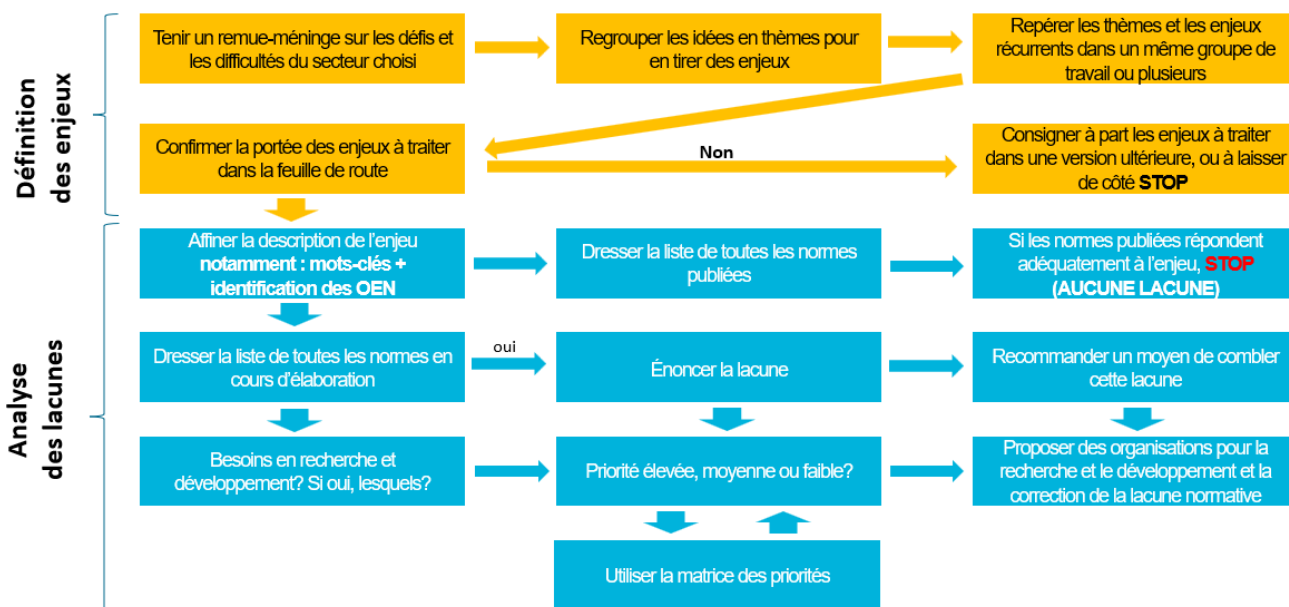 Définition
des enjeux
Tenir un remue-méninge sur les défis et
les difficultés du secteur choisi
Regrouper les idées en thèmes pour
en tirer des enjeux
Repérer les thèmes et les enjeux
récurrents dans un même groupe de
travail ou plusieurs
Confirmer la portée des enjeux à traiter
dans la feuille de route
Non
Consigner à part les enjeux à traiter
dans une version ultérieure, ou à laisser
de côté STOP
Analyse
des lacunes
Affiner la description de l'enjeu
notamment : mots-clés +
identification des OEN
Dresser la liste de toutes les normes
publiées
Si les normes publiées répondent
adéquatement à l'enjeu, STOP
(AUCUNE LACUNE)
Dresser la liste de toutes les normes en
cours d'élaboration
oui
Énoncer la lacune
Recommander un moyen de combler
cette lacune
Besoins en recherche et
développement? Si oui, lesquels?
Priorité élevée, moyenne ou faible?
Proposer des organisations pour la
recherche et le développement et la
correction de la lacune normative
Utiliser la matrice des priorités